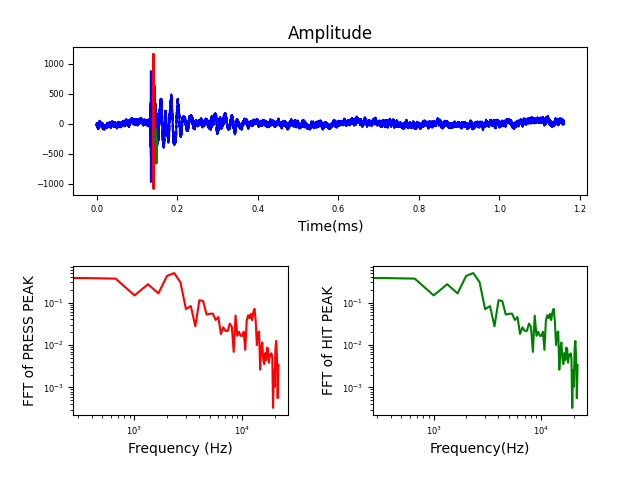 Amplitude
1000
500
0
−500
−1000
0.0 0.2 0.4 0.6 0.8 1.0 1.2
Time(ms)
FFT of PRESS PEAK
10⁻¹
10⁻²
10⁻³
10³ 10⁴
Frequency (Hz)
FFT of HIT PEAK
10⁻¹
10⁻²
10⁻³
10³ 10⁴
Frequency(Hz)